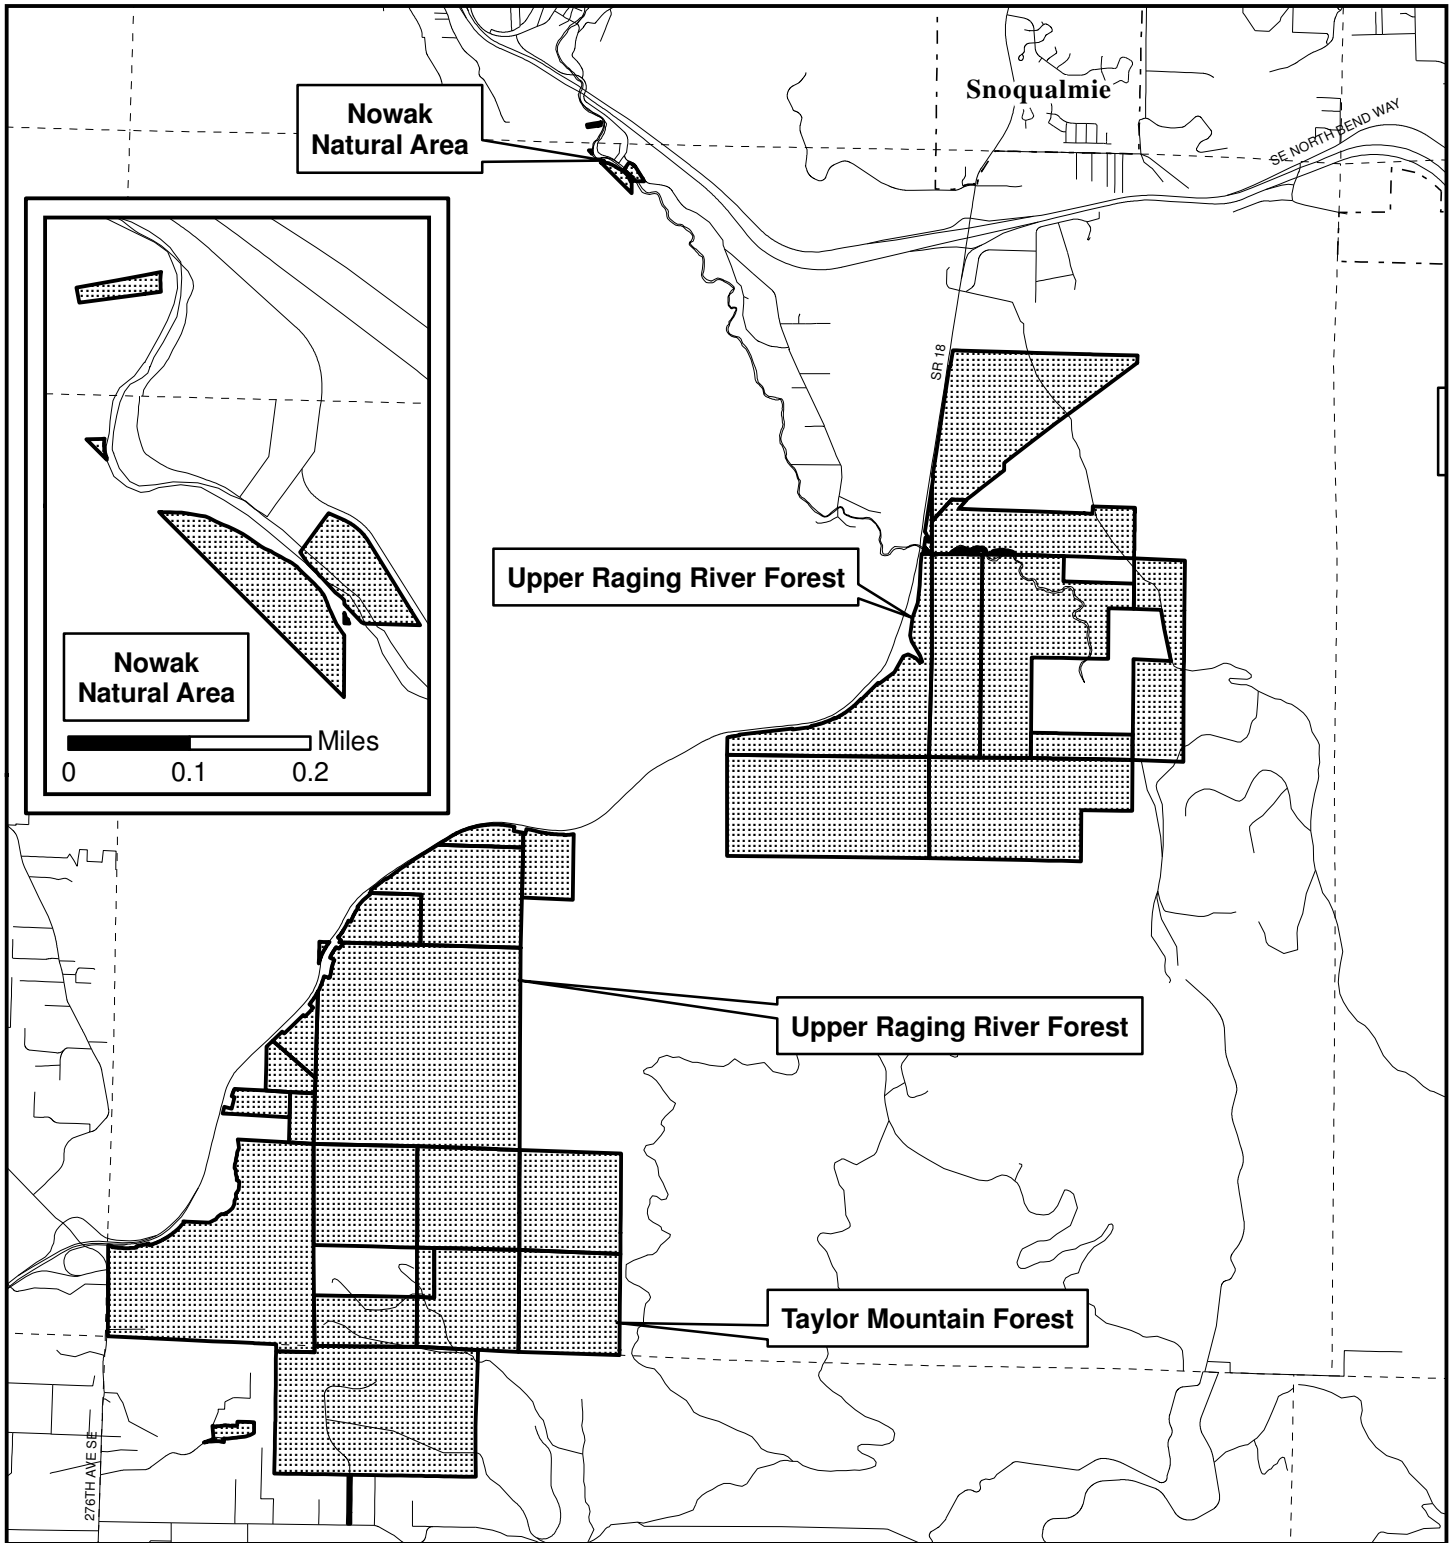 Snoqualmie
Nowak
Natural Area
SE NORTH BEND WAY
SR 18
Upper Raging River Forest
Nowak
Natural Area
Miles
0 0.1 0.2
Upper Raging River Forest
Taylor Mountain Forest
276TH AVE SE